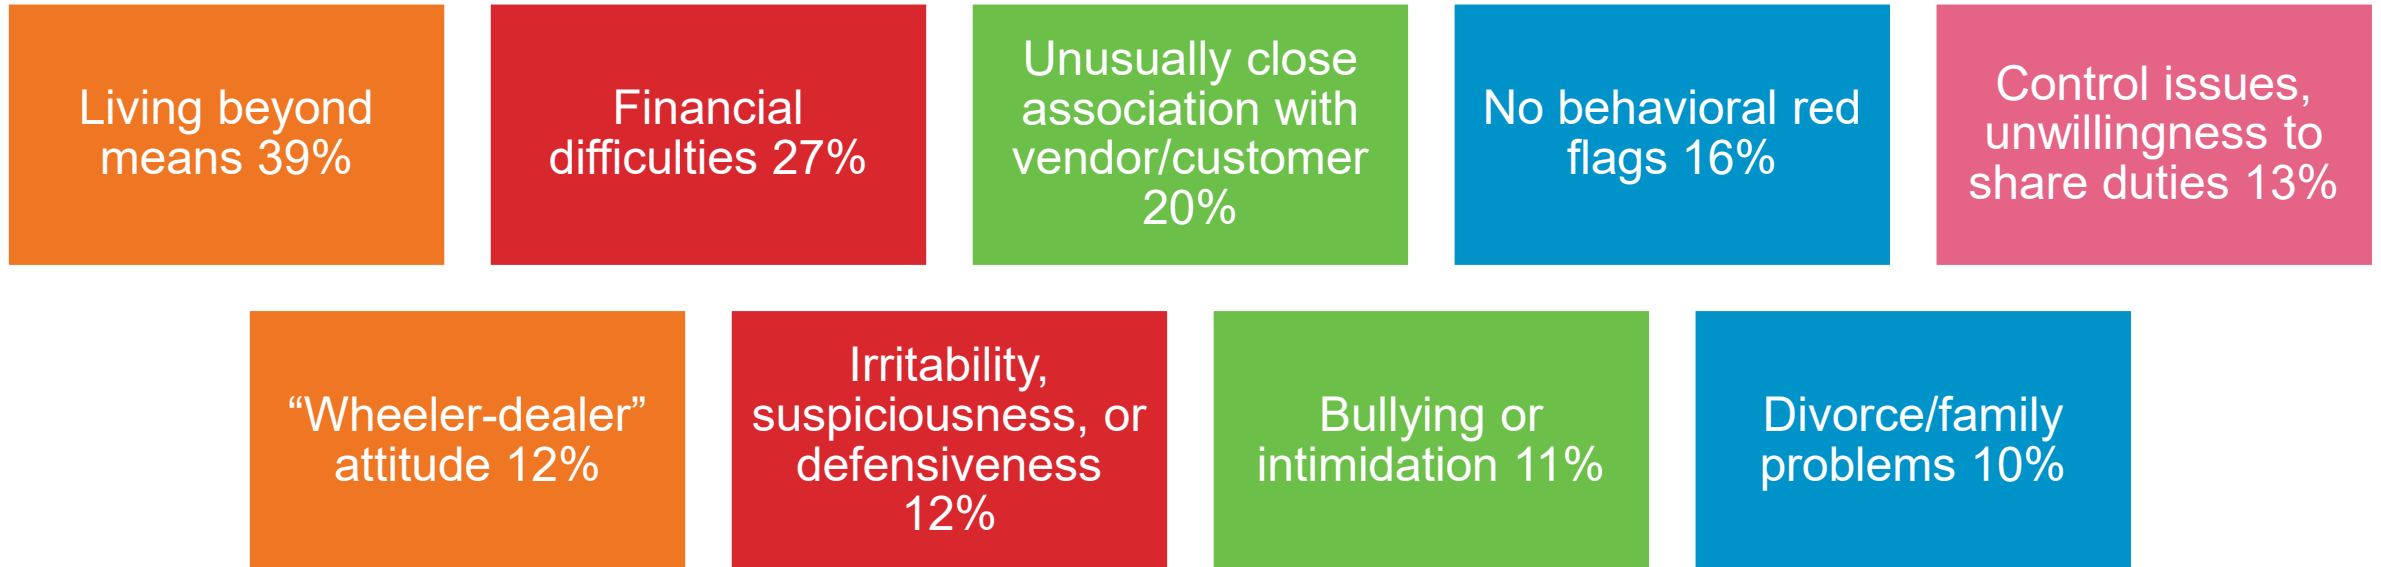 Living beyond
means 39%
Financial
difficulties 27%
Unusually close
association with
vendor/customer
20%
No behavioral red
flags 16%
Control issues,
unwillingness to
share duties 13%
“Wheeler-dealer”
attitude 12%
Irritability,
suspiciousness, or
defensiveness
12%
Bullying or
intimidation 11%
Divorce/family
problems 10%